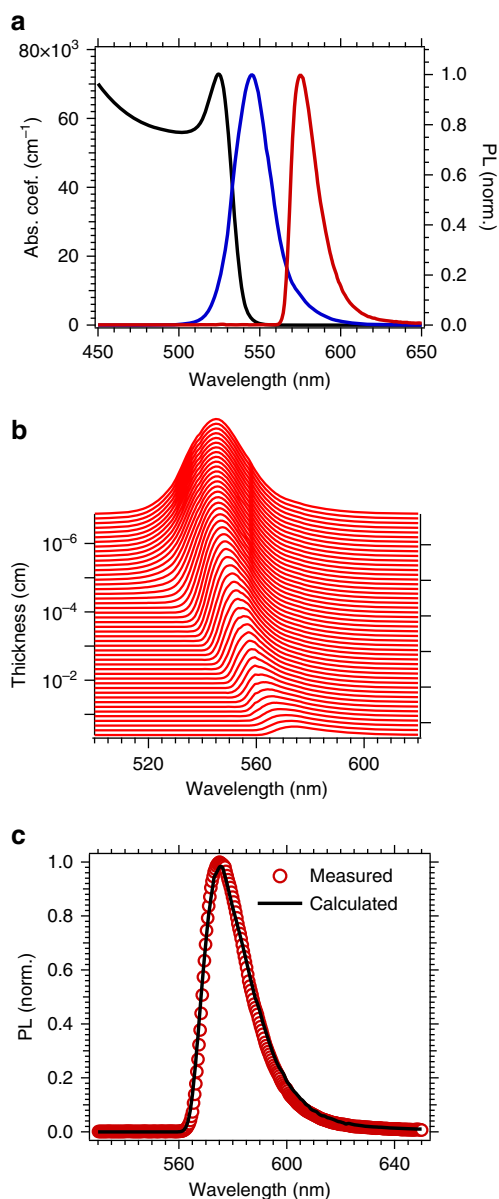 a
80×10³
60
40
20
0
Abs. coef. (cm⁻¹)
1.0
0.8
0.6
0.4
0.2
0.0
PL (norm.)
450 500 550 600 650
Wavelength (nm)
b
10⁻⁶
10⁻⁴
10⁻²
Thickness (cm)
520 560 600
Wavelength (nm)
c
1.0
0.8
0.6
0.4
0.2
0.0
PL (norm.)
Measured
Calculated
560 600 640
Wavelength (nm)